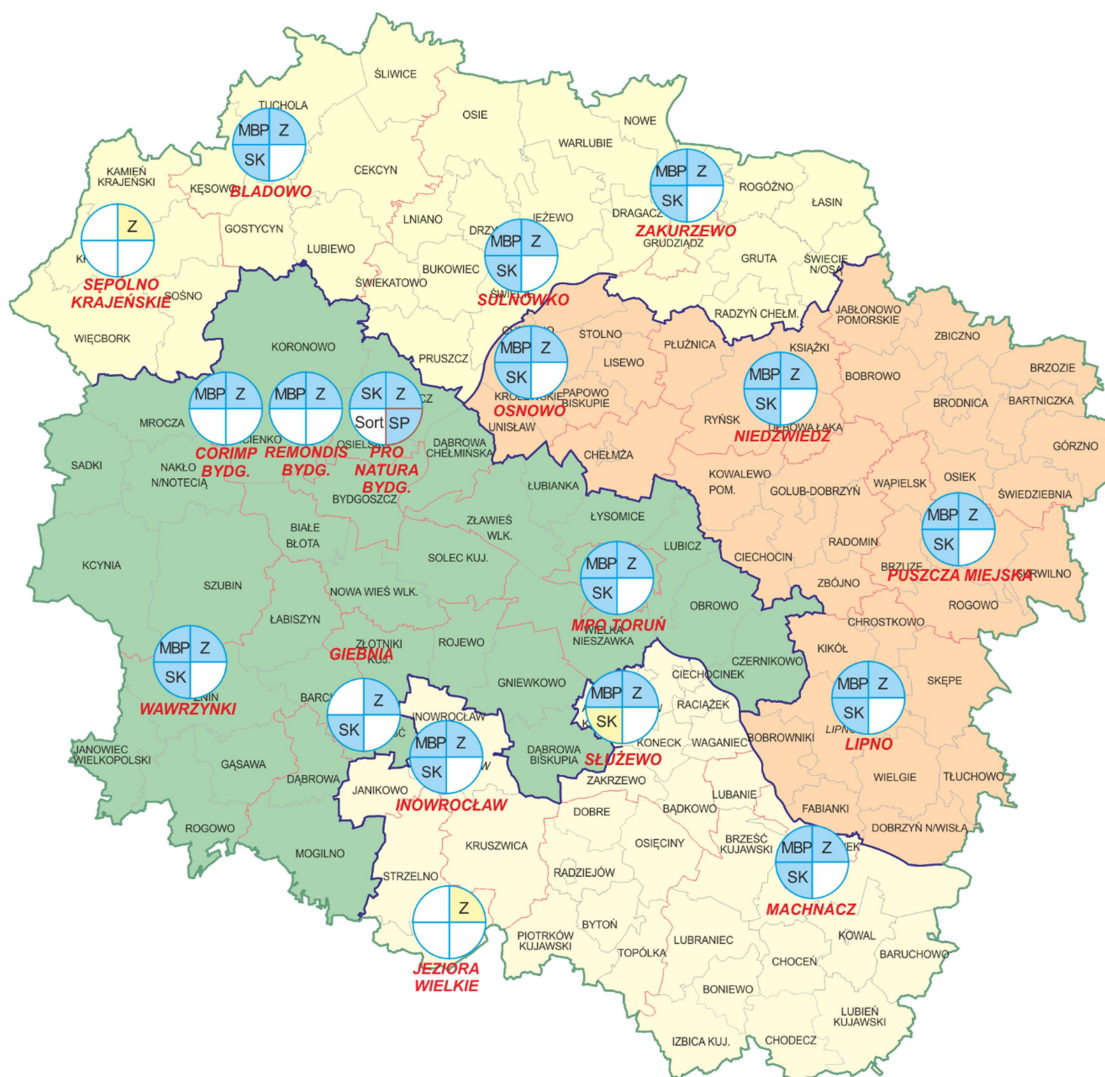 ŚLIWICE
TUCHOLA
OSIE
NOWE
MBP Z
SK
WARLUBIE
KAMIEŃ
KRAJEŃSKI
KĘSOWO
BLADOWO
CEKCYN
MBP Z
SK
ROGÓŹNO
ŁASIN
Z
GOSTYCYN
LNIANO
JEŻEWO
DRAGACZ
ZAKURZEWO
GRUDZIĄDZ
LUBIEWO
BUKOWIEC
MBP Z
SK
GRUTA
ŚWIECIE
N/OSĄ
SĘPOLNO
KRAJEŃSKIE
SOŚNO
ŚWIEKATOWO
SULNÓWKO
RADZYŃ CHEŁM.
JABŁONOWO
POMORSKIE
WIĘCBORK
KORONOWO
PRUSZCZ
STOLNO
PŁUŻNICA
KSIĄŻKI
ZBICZNO
MBP Z
SK
LISEWO
BOBROWO
BRZOZIE
OSNOWO
PAPOWO
BISKUPIE
MBP Z
SK
BRODNICA
BARTNICZKA
MROCZA
MBP Z
MBP Z
SK Z
Sort SP
UNISŁAW
RYŃSK
NIEDŹWIEDŹ
GÓRZNO
CORIMP
BYDG.
REMONDIS
BYDG.
PRO
NATURA
BYDG.
DĄBROWA
CHEŁMIŃSKA
CHEŁMŻA
SADKI
NAKŁO
N/NOTECIĄ
BYDGOSZCZ
ŁUBIANKA
KOWALEWO
POM.
GOLUB-DOBRZYŃ
WĄPIELSK
OSIEK
ŚWIEDZIEBNIA
BIAŁE
BŁOTA
ZŁAWIEŚ
WLK.
ŁYSOMICE
MBP Z
SK
KCYNIA
SOLEC KUJ.
LUBICZ
CIECHOCIN
RADOMIN
BRZUZE
PUSZCZA MIEJSKA
SZUBIN
NOWA WIEŚ WLK.
MBP Z
SK
ZBÓJNO
ROGOWO
ŁABISZYN
MPO TORUŃ
OBROWO
CHROSTKOWO
ZŁOTNIKI
KUJ.
ROJEWO
WIELKA
NIESZAWKA
KIKÓŁ
MBP Z
SK
GIEBNIA
GNIEWKOWO
CIECHOCINEK
CZERNIKOWO
SKĘPE
WAWRZYNKI
Z
SK
INOWROCŁAW
MBP Z
SK
RACIĄŻEK
MBP Z
SK
JANOWIEC
WIELKOPOLSKI
MBP Z
SK
DĄBROWA
BISKUPIA
SŁUŻEWO
KONECK
WAGANIEC
BOBROWNIKI
LIPNO
GĄSAWA
DĄBROWA
JANIKOWO
INOWROCŁAW
ZAKRZEWO
WIELGIE
TŁUCHOWO
DOBRE
BĄDKOWO
LUBANIE
FABIANKI
ROGOWO
KRUSZWICA
DOBRZYŃ N/WISŁĄ
MOGILNO
OSIĘCINY
BRZEŚĆ
KUJAWSKI
MBP Z
SK
STRZELNO
RADZIEJÓW
MACHNACZ
Z
BYTOŃ
PIOTRKÓW
KUJAWSKI
LUBRANIEC
KOWAL
JEZIORA
WIELKIE
TOPÓLKA
CHOCEŃ
BARUCHOWO
BONIEWO
LUBIEŃ
KUJAWSKI
IZBICA KUJ.
CHODECZ